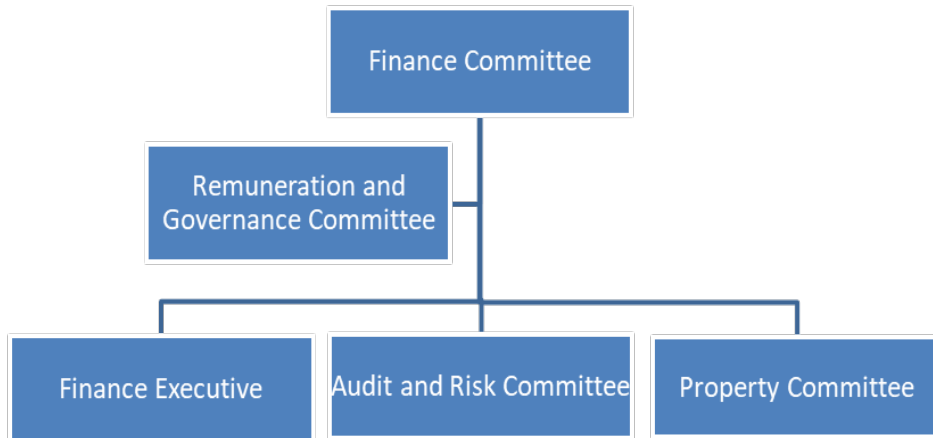 Finance Committee
Remuneration and
Governance Committee
Finance Executive
Audit and Risk Committee
Property Committee